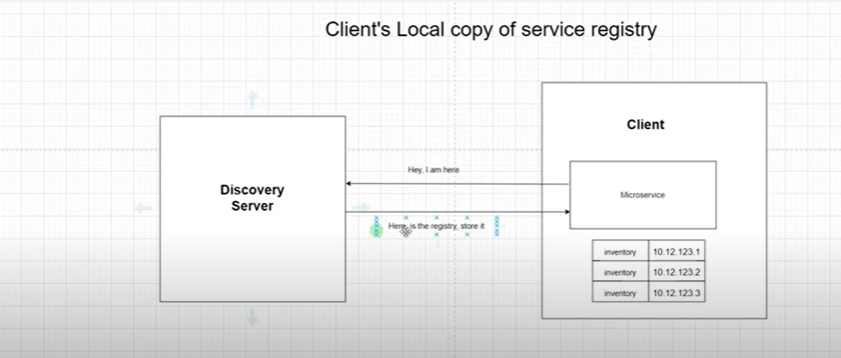 Client's Local copy of service registry
Client
Hey, I am here
Discovery
Server
Microservice
Here, is the registry, store it
inventory 10.12.123.1
inventory 10.12.123.2
inventory 10.12.123.3